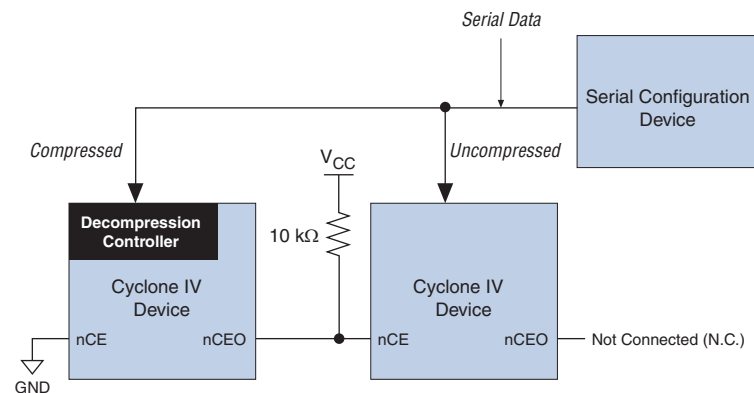 Serial Data
Serial Configuration
Device
Compressed
Uncompressed
VCC
Decompression
Controller
10 kΩ
Cyclone IV
Device
Cyclone IV
Device
nCE
nCEO
nCE
nCEO
Not Connected (N.C.)
GND